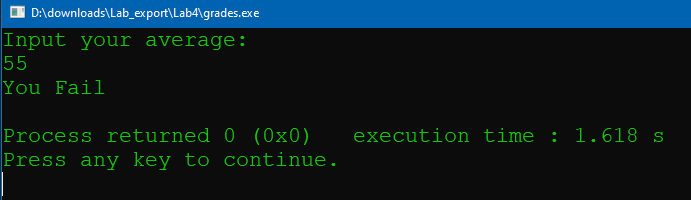 D:\downloads\Lab_export\Lab4\grades.exe
Input your average:
55
You Fail
Process returned 0 (0x0)   execution time : 1.618 s
Press any key to continue.